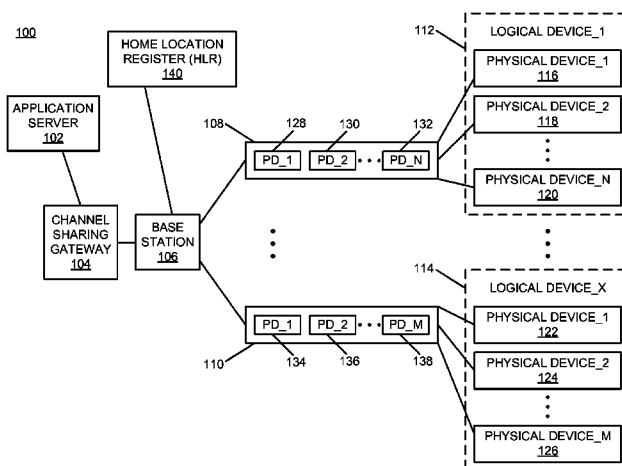 100
HOME LOCATION
REGISTER (HLR)
140
APPLICATION
SERVER
102
CHANNEL
SHARING
GATEWAY
104
BASE
STATION
106
108
128
130
132
PD_1
PD_2
PD_N
112
LOGICAL DEVICE_1
PHYSICAL DEVICE_1
116
PHYSICAL DEVICE_2
118
PHYSICAL DEVICE_N
120
110
PD_1
PD_2
PD_M
134
136
138
114
LOGICAL DEVICE_X
PHYSICAL DEVICE_1
122
PHYSICAL DEVICE_2
124
PHYSICAL DEVICE_M
126